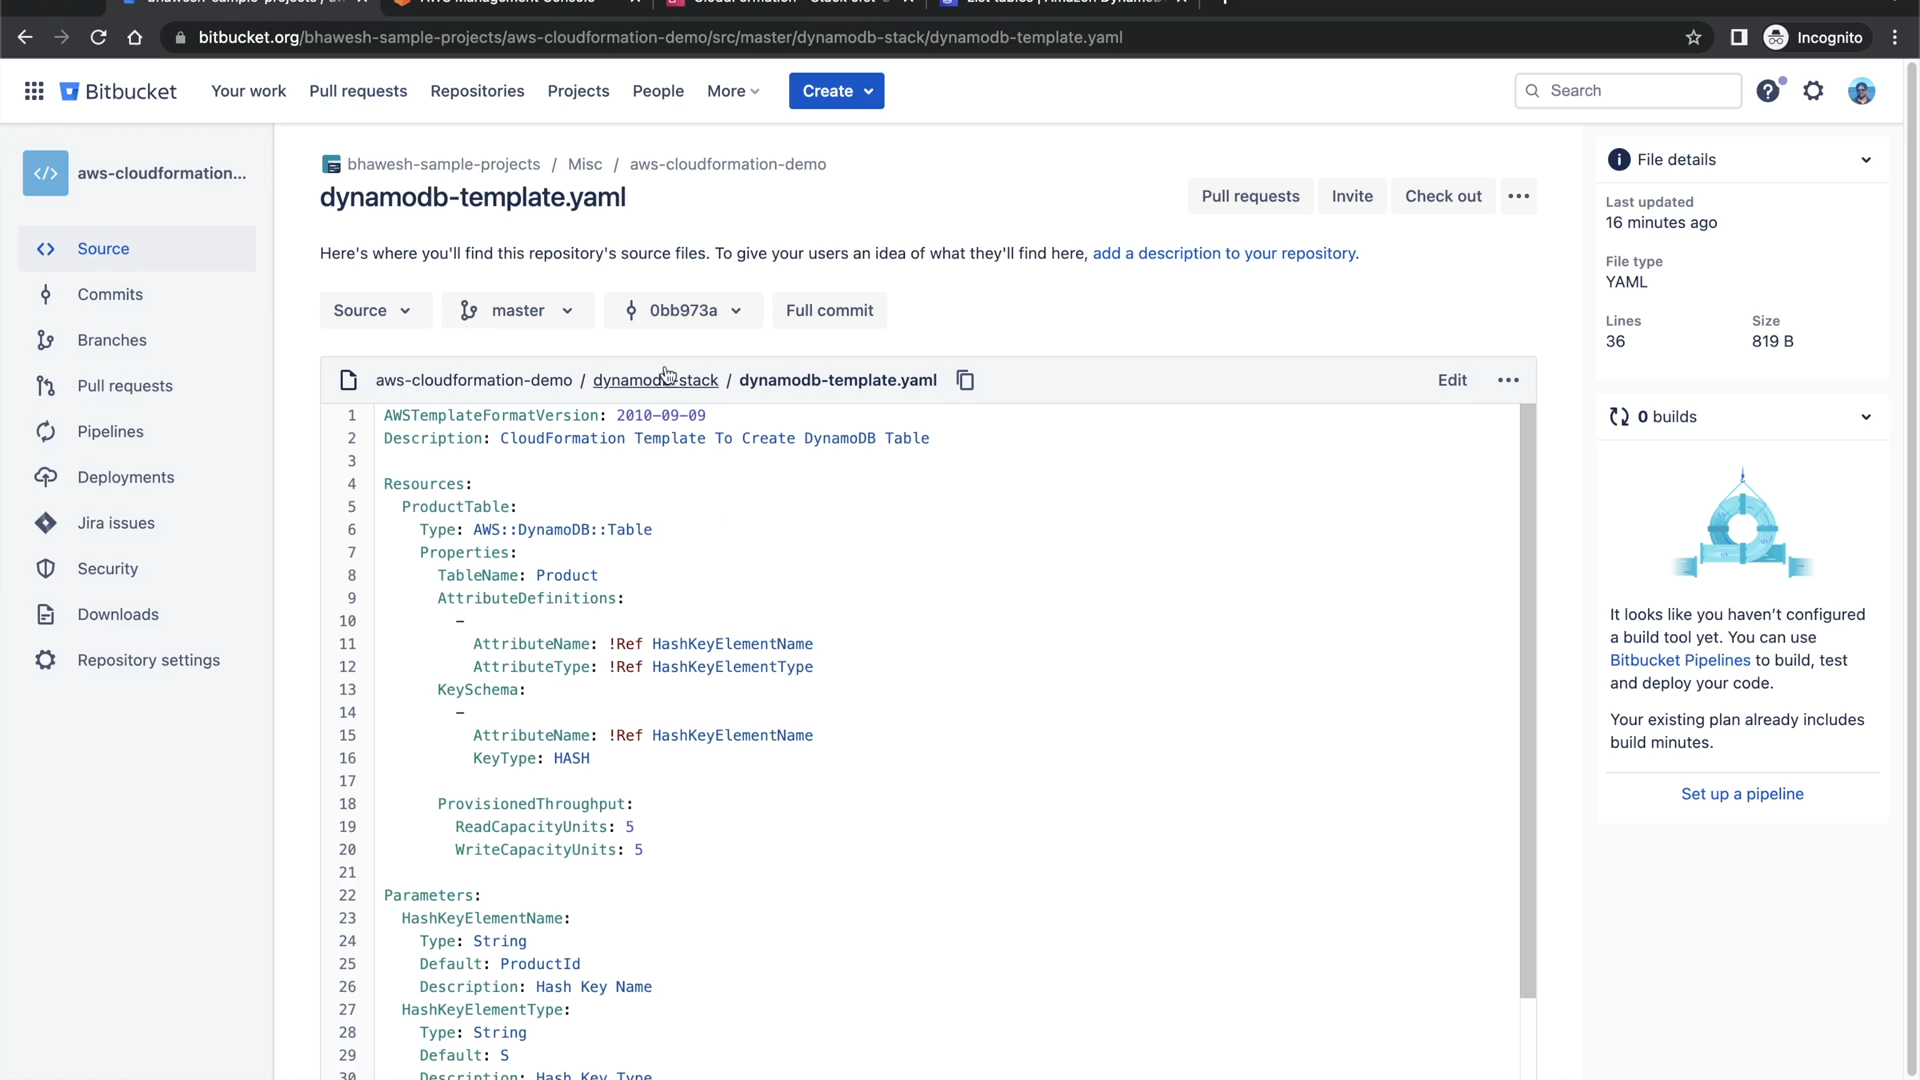 bitbucket.org/bhawesh-sample-projects/aws-cloudformation-demo/src/master/dynamodb-stack/dynamodb-template.yaml
Incognito
Bitbucket
Your work
Pull requests
Repositories
Projects
People
More
Create
Search
aws-cloudformation...
Source
Commits
Branches
Pull requests
Pipelines
Deployments
Jira issues
Security
Downloads
Repository settings
bhawesh-sample-projects / Misc / aws-cloudformation-demo
dynamodb-template.yaml
Pull requests
Invite
Check out
Here's where you'll find this repository's source files. To give your users an idea of what they'll find here, add a description to your repository.
Source
master
0bb973a
Full commit
aws-cloudformation-demo / dynamodb-stack / dynamodb-template.yaml
Edit
1 AWSTemplateFormatVersion: 2010-09-09
2 Description: CloudFormation Template To Create DynamoDB Table
3
4 Resources:
5 ProductTable:
6 Type: AWS::DynamoDB::Table
7 Properties:
8 TableName: Product
9 AttributeDefinitions:
10 -
11 AttributeName: !Ref HashKeyElementName
12 AttributeType: !Ref HashKeyElementType
13 KeySchema:
14 -
15 AttributeName: !Ref HashKeyElementName
16 KeyType: HASH
17
18 ProvisionedThroughput:
19 ReadCapacityUnits: 5
20 WriteCapacityUnits: 5
21
22 Parameters:
23 HashKeyElementName:
24 Type: String
25 Default: ProductId
26 Description: Hash Key Name
27 HashKeyElementType:
28 Type: String
29 Default: S
30 Description: Hash Key Type
File details
Last updated
16 minutes ago
File type
YAML
Lines
36
Size
819 B
0 builds
It looks like you haven't configured
a build tool yet. You can use
Bitbucket Pipelines to build, test
and deploy your code.
Your existing plan already includes
build minutes.
Set up a pipeline